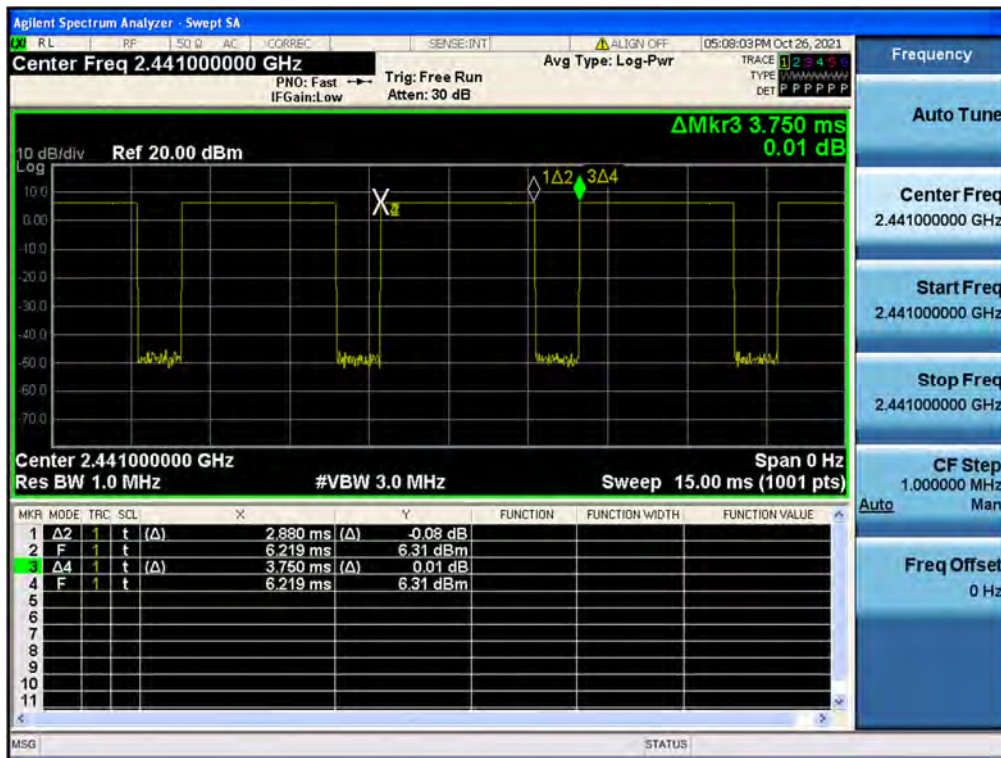 Agilent Spectrum Analyzer - Swept SA
LXI RL RF 50 Ω AC CORREC SENSE:INT ALIGN OFF 05:08:03 PM Oct 26, 2021
Center Freq 2.441000000 GHz Avg Type: Log-Pwr TRACE 1 2 3 4 5 6
PNO: Fast Trig: Free Run TYPE
IFGain:Low Atten: 30 dB DET P P P P P P
ΔMkr3 3.750 ms
10 dB/div Ref 20.00 dBm 0.01 dB
Log
1Δ2 3Δ4
10.0
X
0.00
-10.0
-20.0
-30.0
-40.0
-50.0
-60.0
-70.0
Center 2.441000000 GHz Span 0 Hz
Res BW 1.0 MHz #VBW 3.0 MHz Sweep 15.00 ms (1001 pts)
MKR MODE TRC SCL X Y FUNCTION FUNCTION WIDTH FUNCTION VALUE
1 Δ2 1 t (Δ) 2.880 ms (Δ) -0.08 dB
2 F 1 t 6.219 ms 6.31 dBm
3 Δ4 1 t (Δ) 3.750 ms (Δ) 0.01 dB
4 F 1 t 6.219 ms 6.31 dBm
5
6
7
8
9
10
11
MSG STATUS
Frequency
Auto Tune
Center Freq
2.441000000 GHz
Start Freq
2.441000000 GHz
Stop Freq
2.441000000 GHz
CF Step
1.000000 MHz
Auto Man
Freq Offset
0 Hz